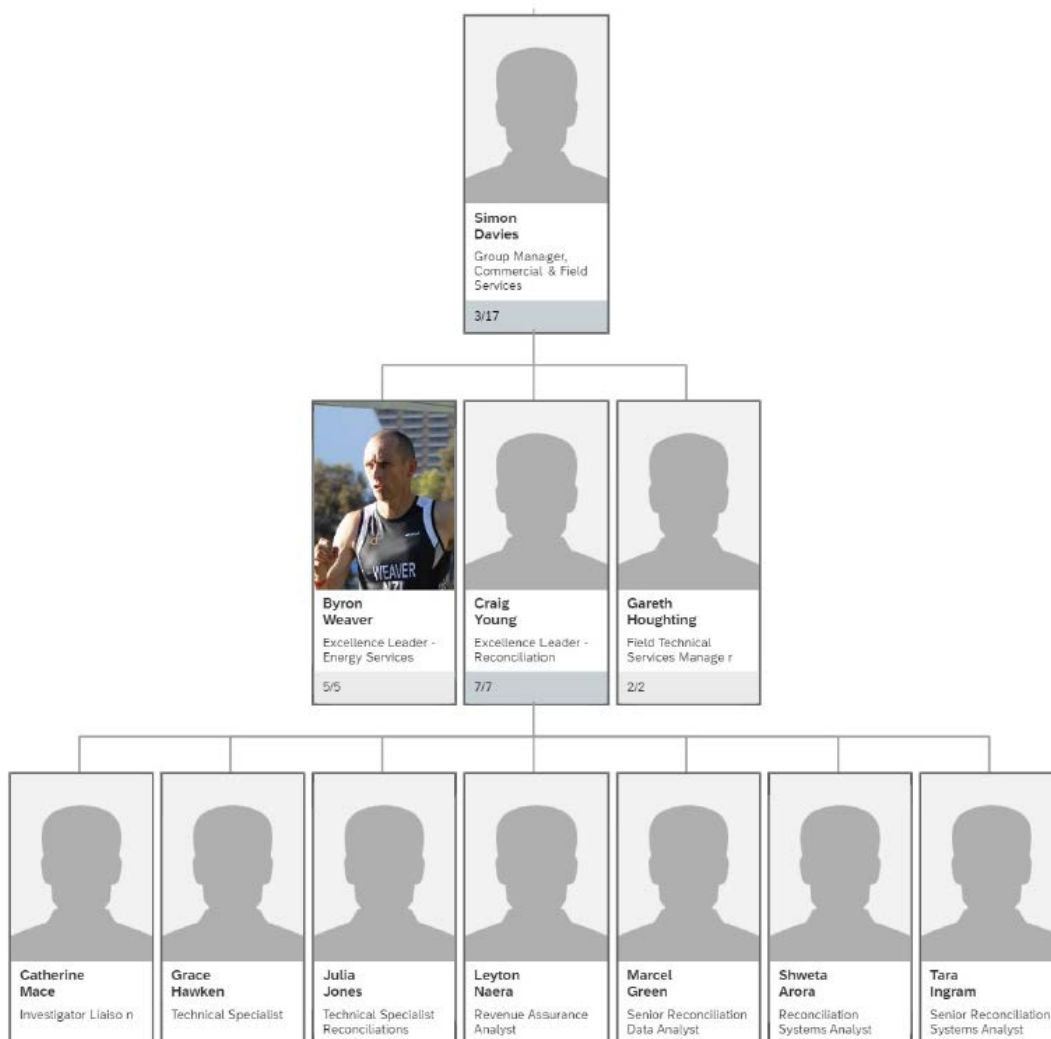 Simon
Davies
Group Manager,
Commercial & Field
Services
3/17
WEAVER
NZL
Byron
Weaver
Excellence Leader -
Energy Services
5/5
Craig
Young
Excellence Leader -
Reconciliation
7/7
Gareth
Houghting
Field Technical
Services Manage r
2/2
Catherine
Mace
Investigator Liaiso n
Grace
Hawken
Technical Specialist
Julia
Jones
Technical Specialist
Reconciliations
Leyton
Naera
Revenue Assurance
Analyst
Marcel
Green
Senior Reconciliation
Data Analyst
Shweta
Arora
Reconciliation
Systems Analyst
Tara
Ingram
Senior Reconciliation
Systems Analyst